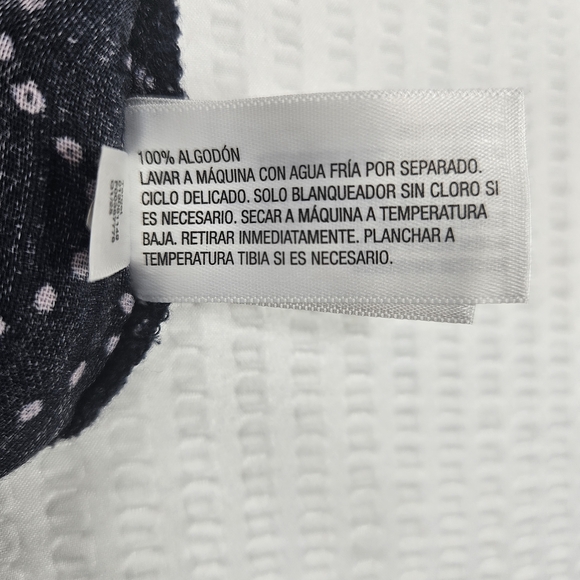 100% ALGODÓN
LAVAR A MÁQUINA CON AGUA FRÍA POR SEPARADO.
CICLO DELICADO. SOLO BLANQUEADOR SIN CLORO SI
ES NECESARIO. SECAR A MÁQUINA A TEMPERATURA
BAJA. RETIRAR INMEDIATAMENTE. PLANCHAR A
TEMPERATURA TIBIA SI ES NECESARIO.